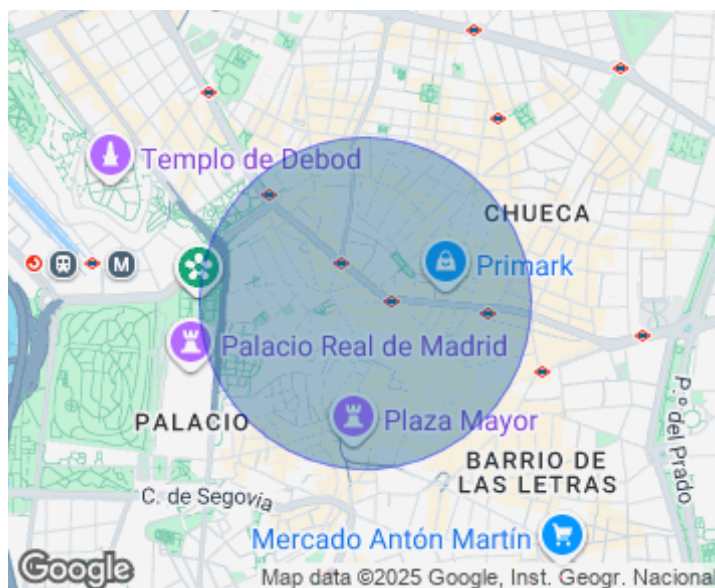 Templo de Debod
CHUECA
M
Primark
Palacio Real de Madrid
PALACIO
Plaza Mayor
P.º del Prado
BARRIO DE
LAS LETRAS
C. de Segovia
Mercado Antón Martín
Google
Map data ©2025 Google, Inst. Geogr. Nacional